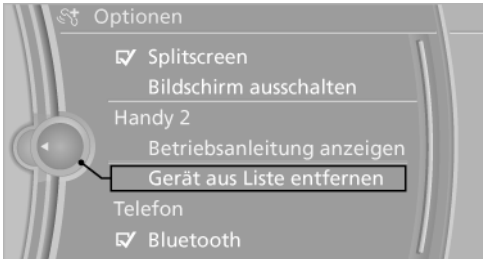 Optionen
Splitscreen
Bildschirm ausschalten
Handy 2
Betriebsanleitung anzeigen
Gerät aus Liste entfernen
Telefon
Bluetooth